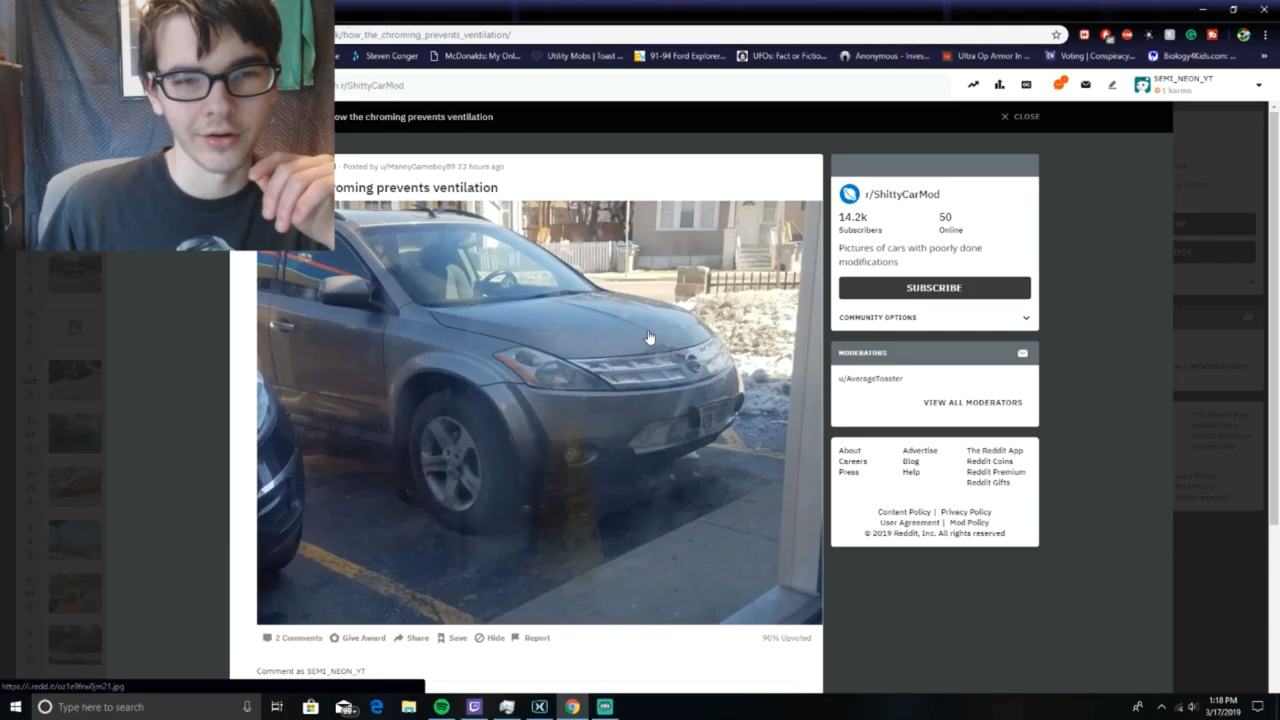 k/how_the_chroming_prevents_ventilation/
Steven Conger
McDonalds: My Onl...
Utility Mobs | Toast ...
91-94 Ford Explorer...
UFOs: Fact or Fictio...
Anonymous - Inves...
Ultra Op Armor in ...
Voting | Conspiracy...
Biology4Kids.com: ...
»
n r/ShittyCarMod
SEMI_NEON_YT
1 karma
ow the chroming prevents ventilation
CLOSE
· Posted by u/MannyGameboy89 22 hours ago
roming prevents ventilation
r/ShittyCarMod
14.2k
50
Subscribers
Online
Pictures of cars with poorly done
modifications
SUBSCRIBE
COMMUNITY OPTIONS
MODERATORS
u/AverageToaster
VIEW ALL MODERATORS
About
Advertise
The Reddit App
Careers
Blog
Reddit Coins
Press
Help
Reddit Premium
Reddit Gifts
Content Policy | Privacy Policy
User Agreement | Mod Policy
© 2019 Reddit, Inc. All rights reserved
2 Comments
Give Award
Share
Save
Hide
Report
90% Upvoted
Comment as SEMI_NEON_YT
https://i.redd.it/oz1e9frw0jm21.jpg
Type here to search
99+
1:18 PM
3/17/2019